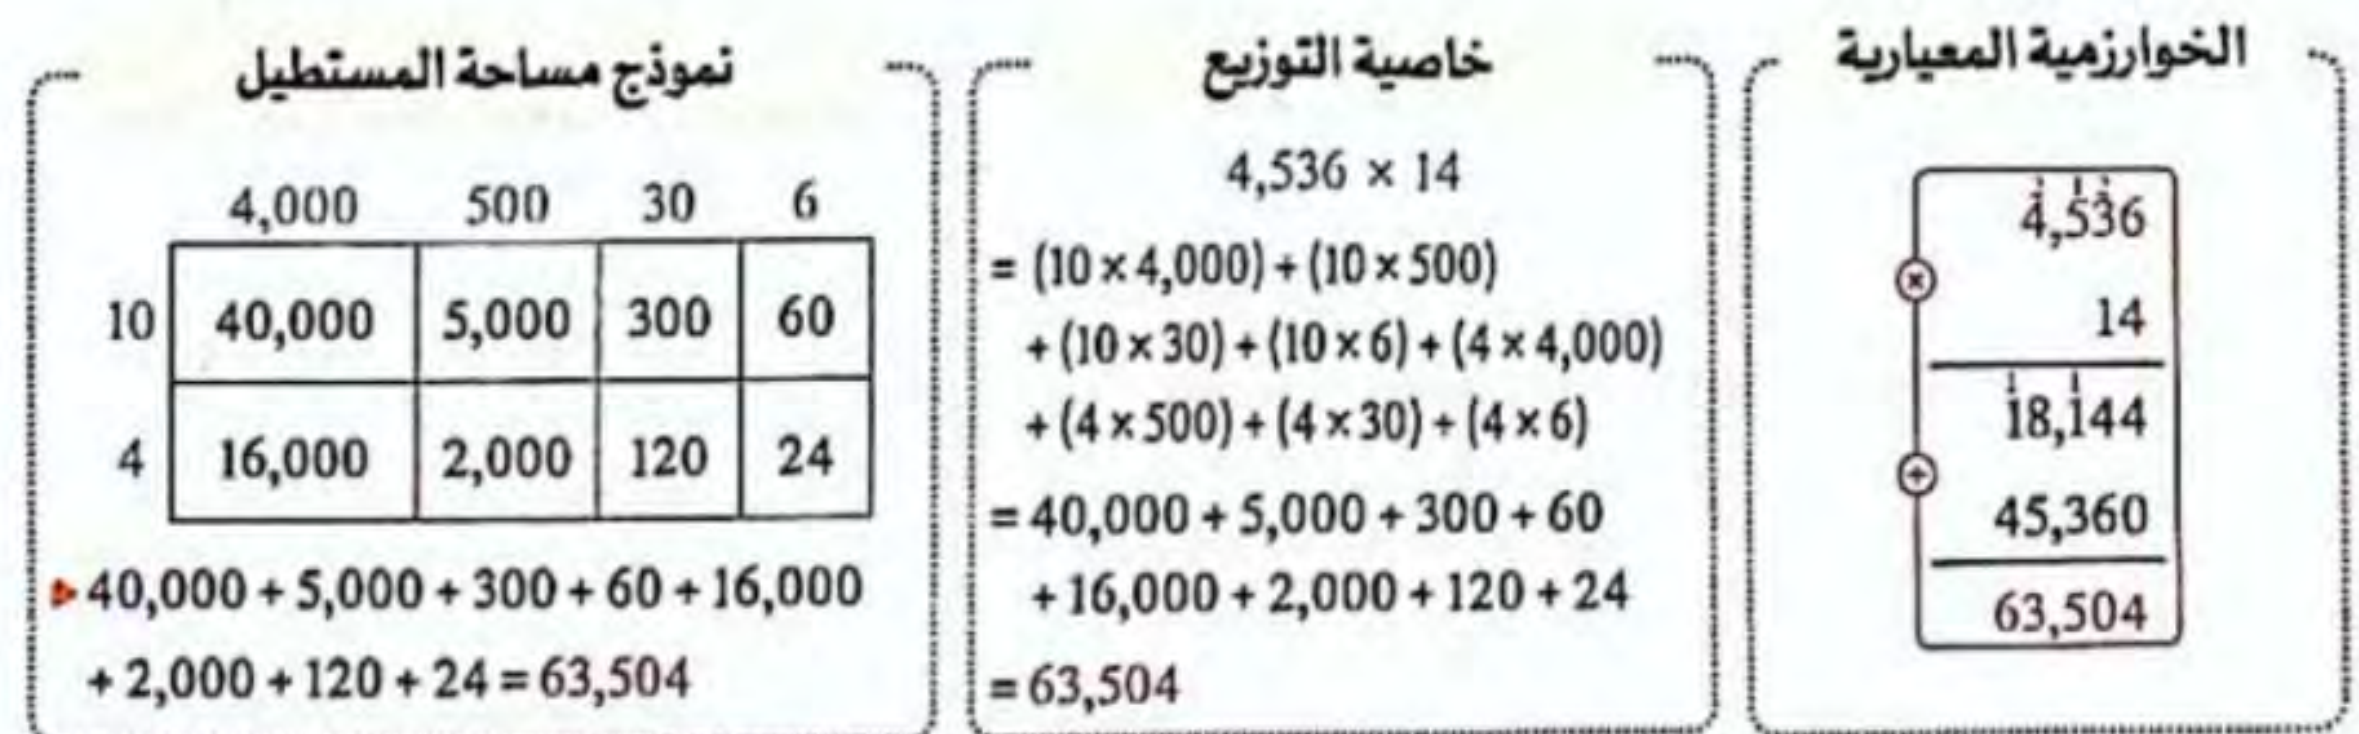 الخوارزمية المعيارية
4,536
×
14
18,144
+
45,360
63,504
خاصية التوزيع
4,536 × 14
= (10 × 4,000) + (10 × 500)
+ (10 × 30) + (10 × 6) + (4 × 4,000)
+ (4 × 500) + (4 × 30) + (4 × 6)
= 40,000 + 5,000 + 300 + 60
+ 16,000 + 2,000 + 120 + 24
= 63,504
نموذج مساحة المستطيل
4,000 500 30 6
10 40,000 5,000 300 60
4 16,000 2,000 120 24
40,000 + 5,000 + 300 + 60 + 16,000
+ 2,000 + 120 + 24 = 63,504